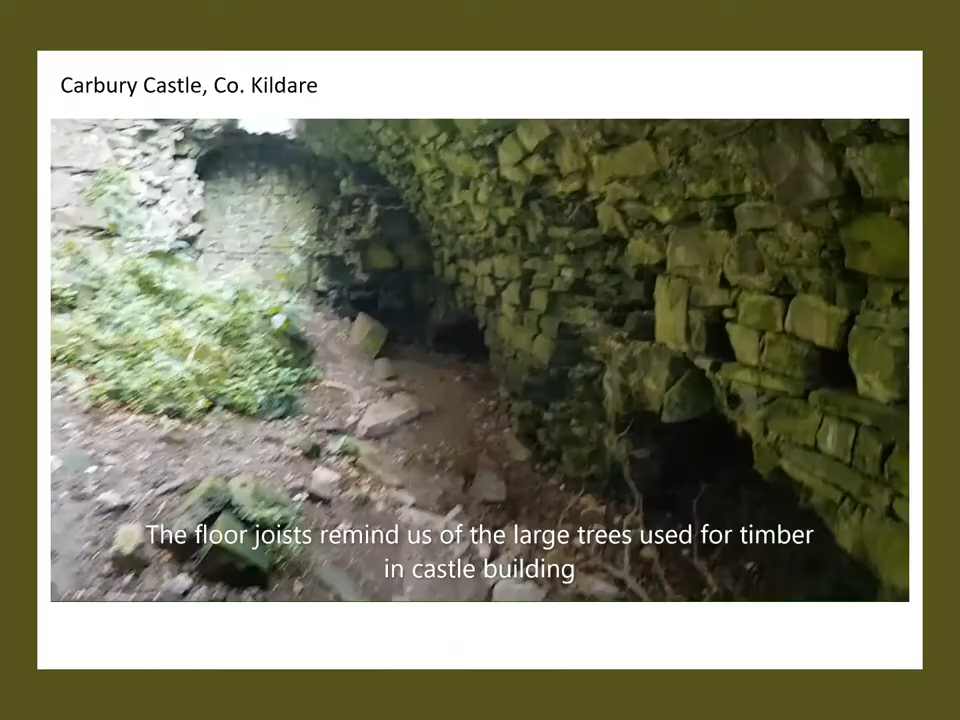 Carbury Castle, Co. Kildare
The floor joists remind us of the large trees used for timber
in castle building